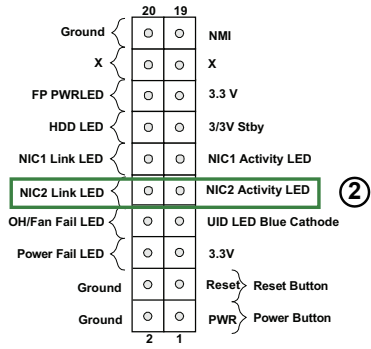 20 19
Ground NMI
X X
FP PWRLED 3.3 V
HDD LED 3/3V Stby
NIC1 Link LED NIC1 Activity LED
NIC2 Link LED NIC2 Activity LED 2
OH/Fan Fail LED UID LED Blue Cathode
Power Fail LED 3.3V
Ground Reset Reset Button
Ground PWR Power Button
2 1